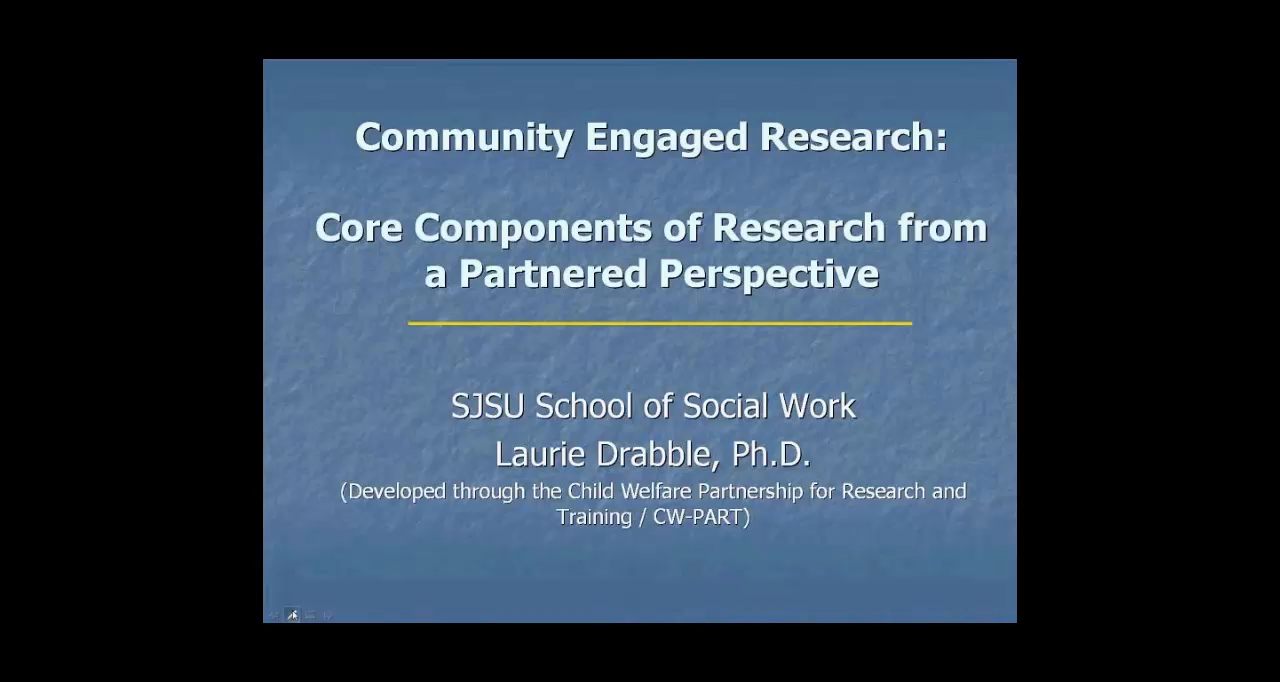 Community Engaged Research:
Core Components of Research from
a Partnered Perspective
SJSU School of Social Work
Laurie Drabble, Ph.D.
(Developed through the Child Welfare Partnership for Research and
Training / CW-PART)